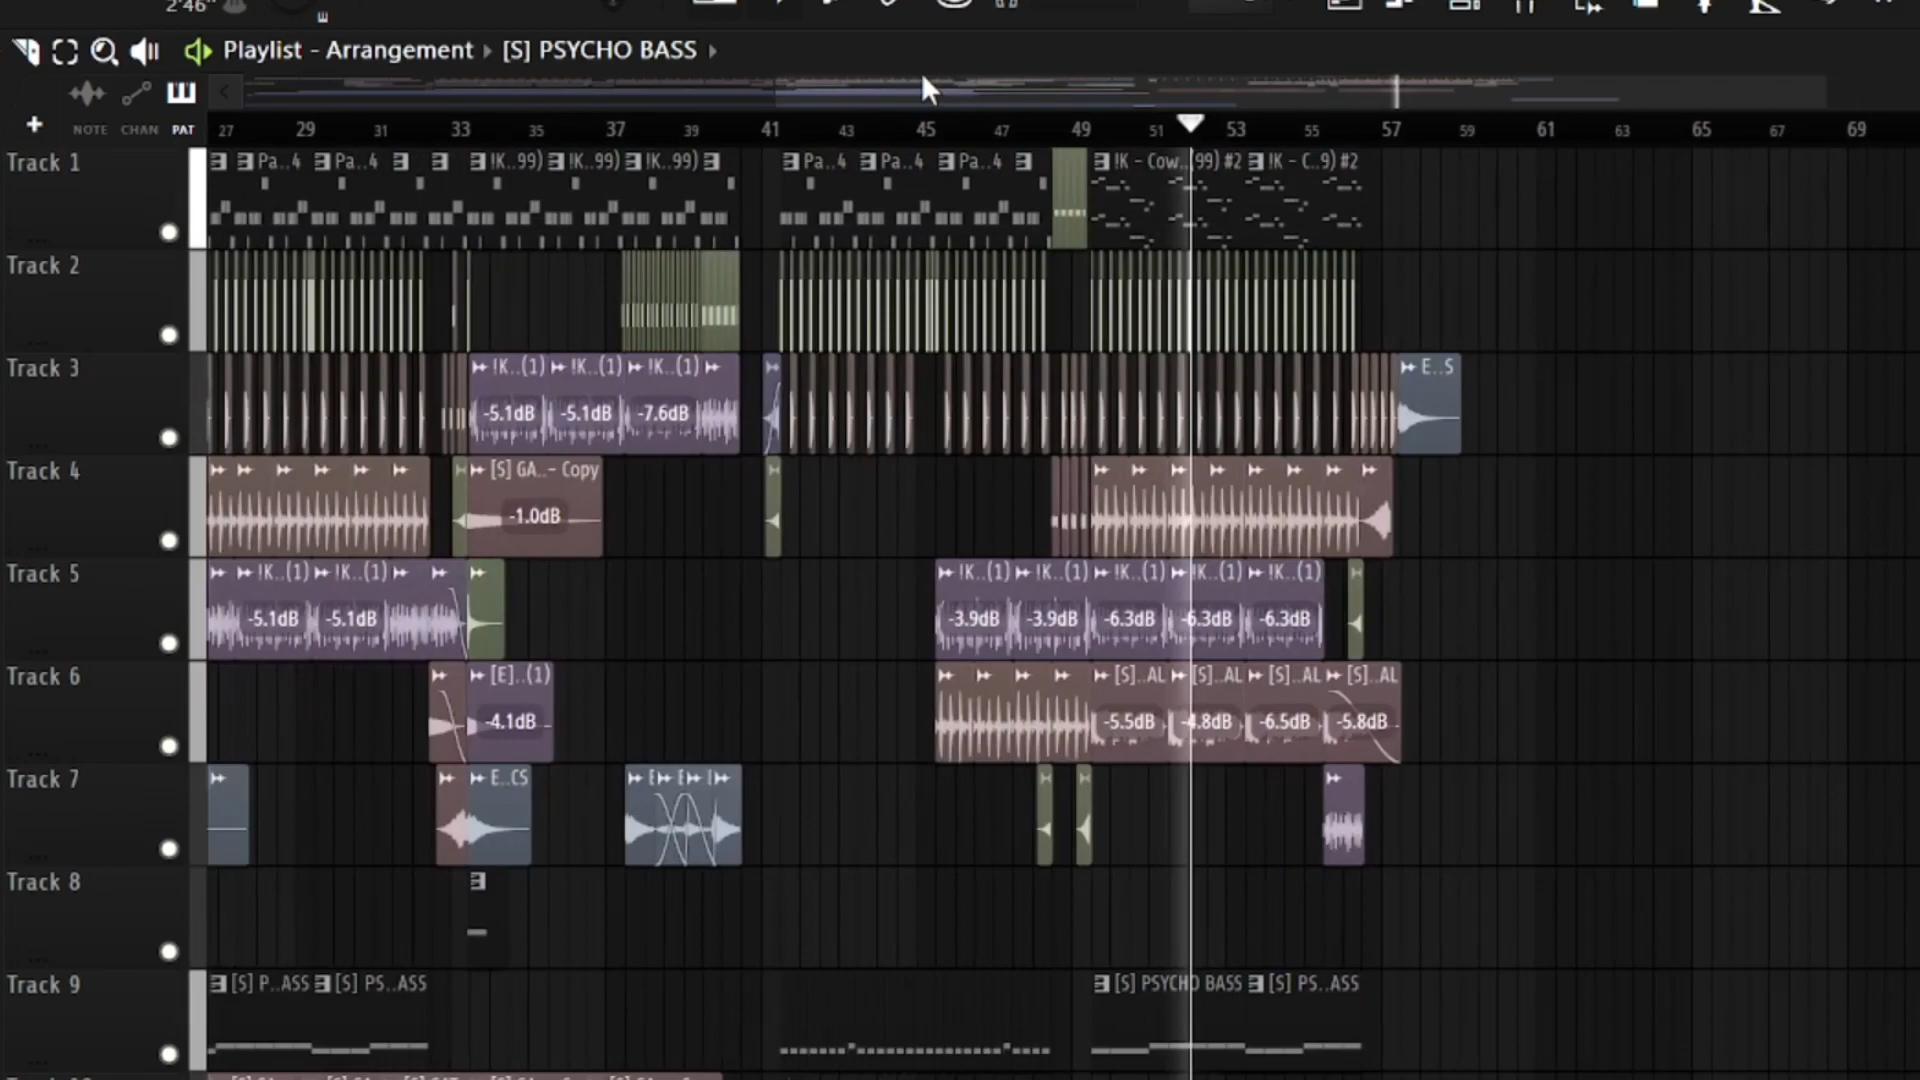 2'46"
Playlist - Arrangement ▸ [S] PSYCHO BASS ▸
NOTE CHAN PAT
27 29 31 33 35 37 39 41 43 45 47 49 51 53 55 57 59 61 63 65 67 69
Track 1
Pa..4 Pa..4 !K..99) !K..99) !K..99) Pa..4 Pa..4 Pa..4 !K - Cow..99) #2 !K - C..9) #2
Track 2
Track 3
!K..(1) !K..(1) !K..(1) E..S
-5.1dB -5.1dB -7.6dB
Track 4
[S] GA..- Copy
-1.0dB
Track 5
!K..(1) !K..(1) !K..(1) !K..(1) !K..(1) !K..(1) !K..(1)
-5.1dB -5.1dB -3.9dB -3.9dB -6.3dB -6.3dB -6.3dB
Track 6
[E]..(1) [S]..AL [S]..AL [S]..AL [S]..AL
-4.1dB -5.5dB -4.8dB -6.5dB -5.8dB
Track 7
E..CS
Track 8
Track 9
[S] P..ASS [S] PS..ASS [S] PSYCHO BASS [S] PS..ASS